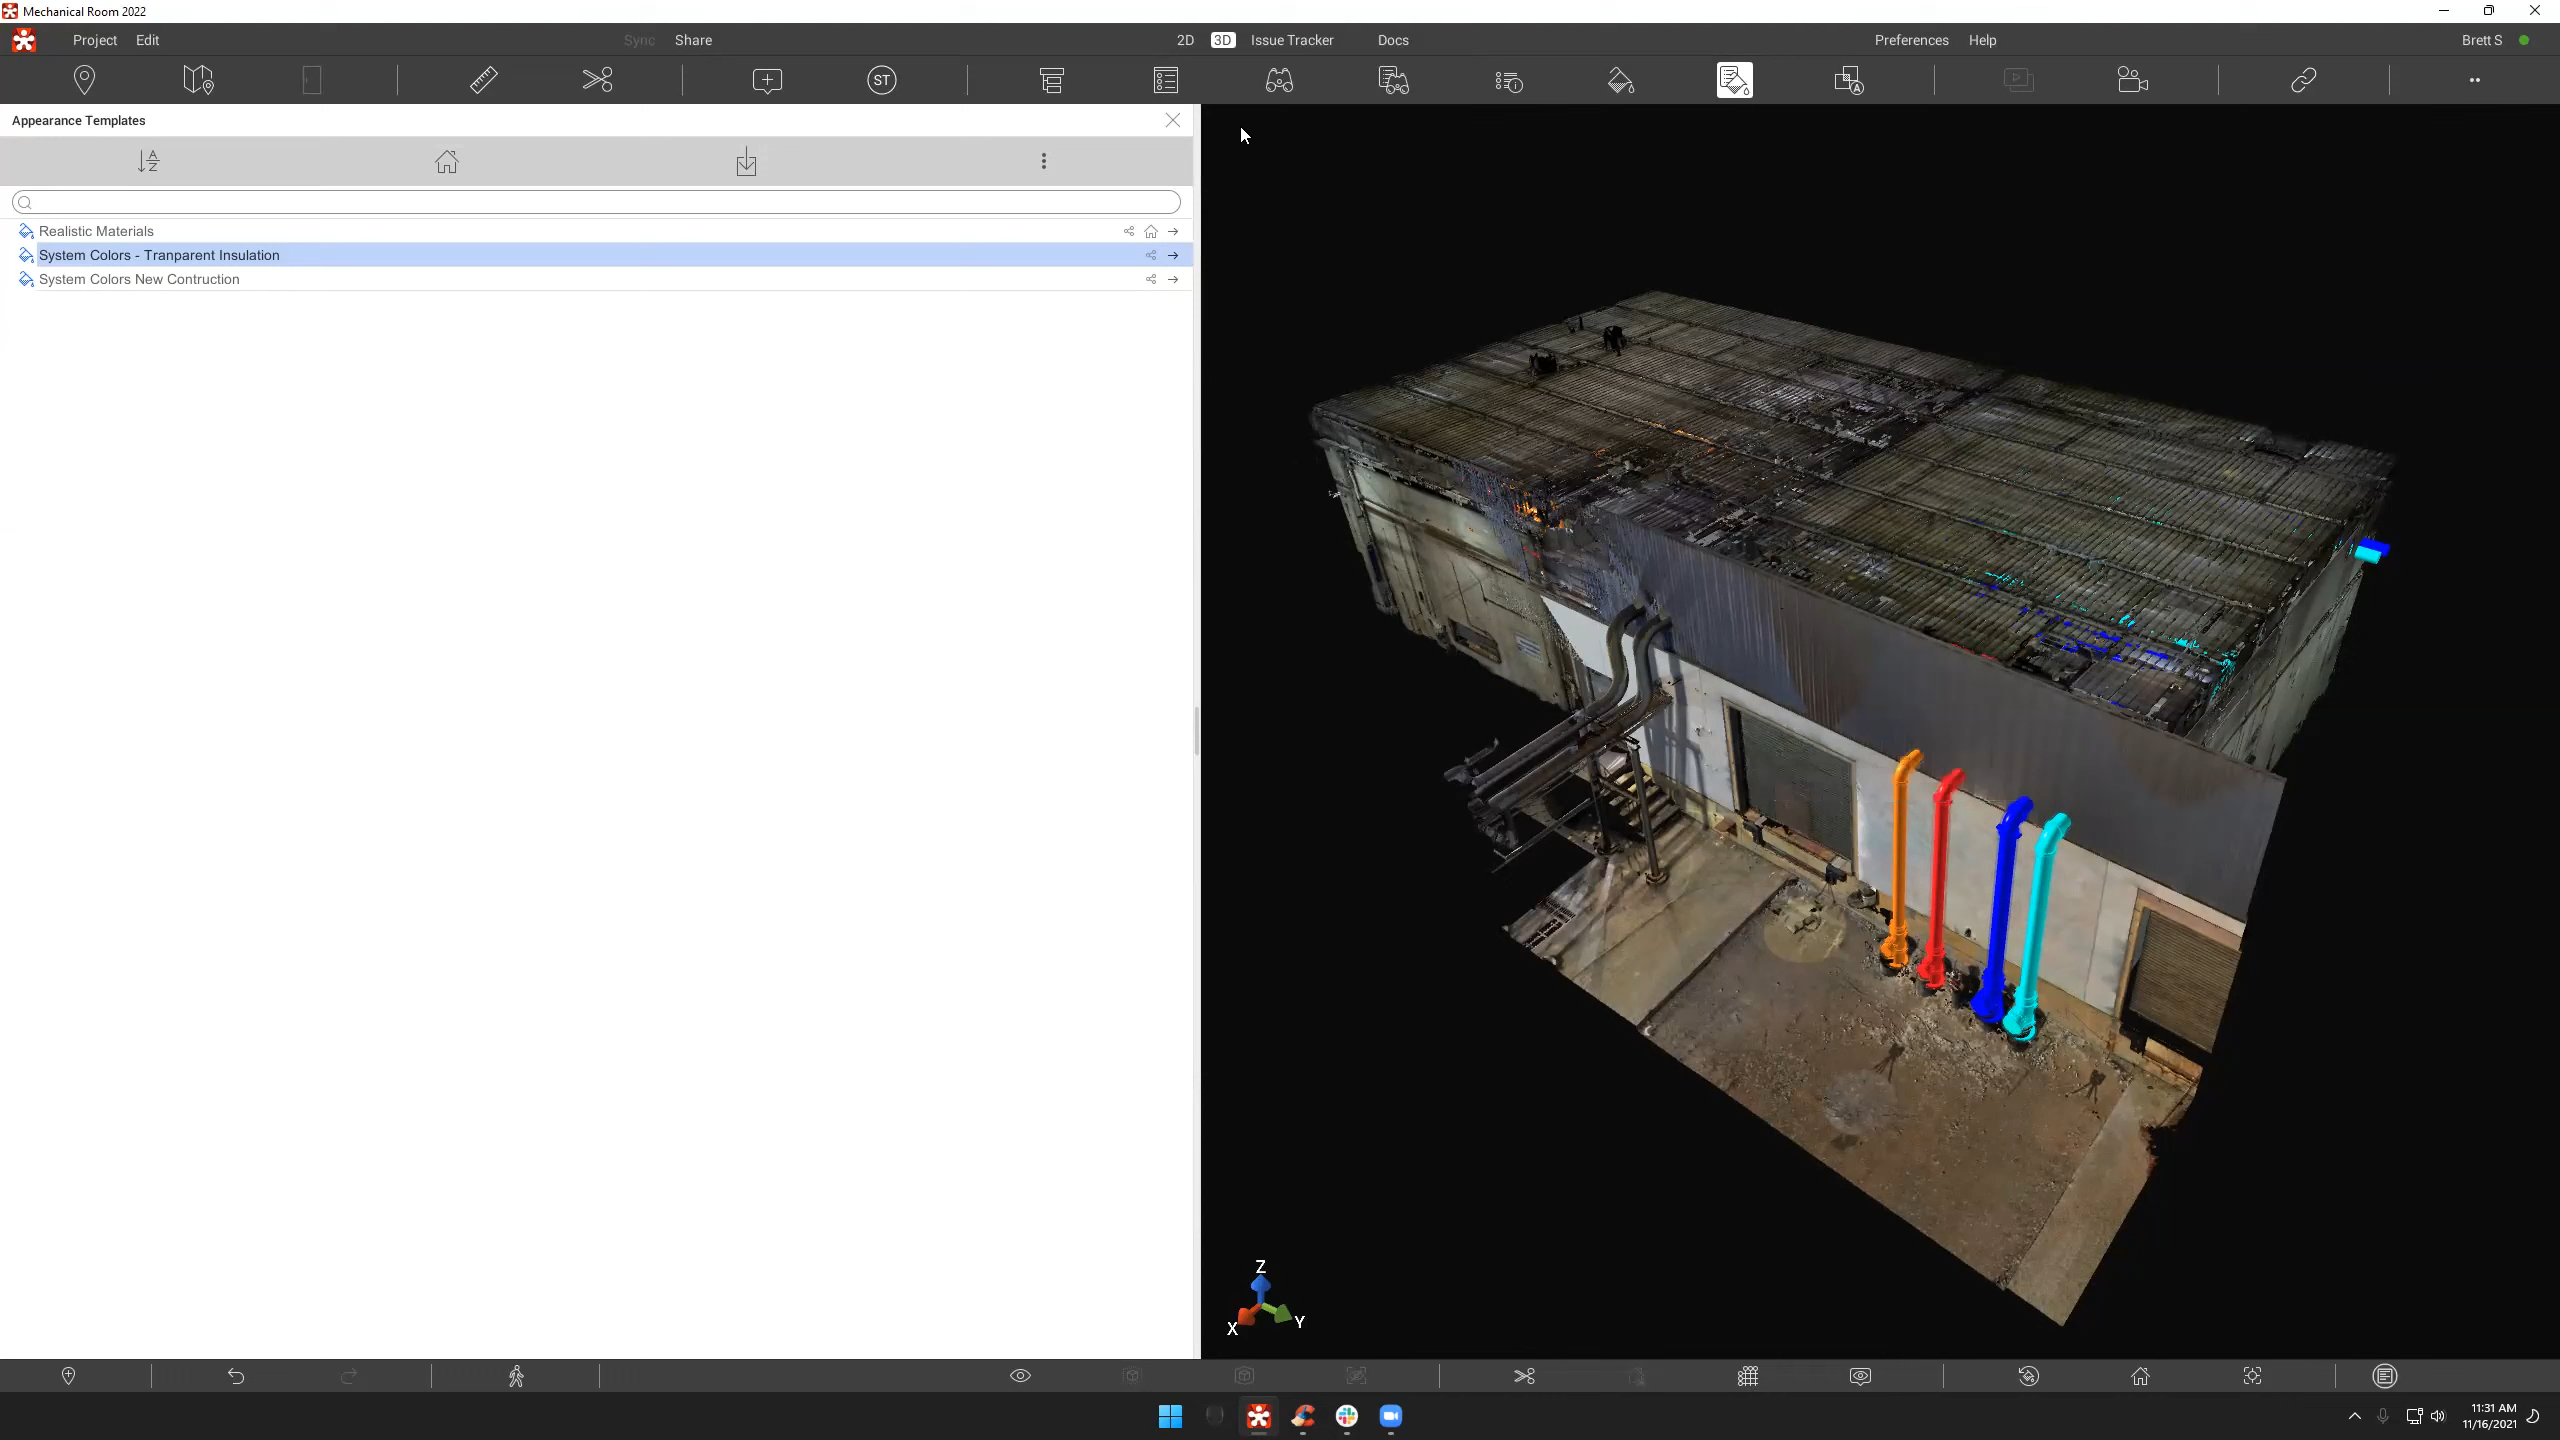 Mechanical Room 2022
Project Edit Sync Share 2D 3D Issue Tracker Docs Preferences Help Brett S
ST
Appearance Templates
A
Z
Realistic Materials
System Colors - Tranparent Insulation
System Colors New Contruction
Z
X
Y
11:31 AM
11/16/2021